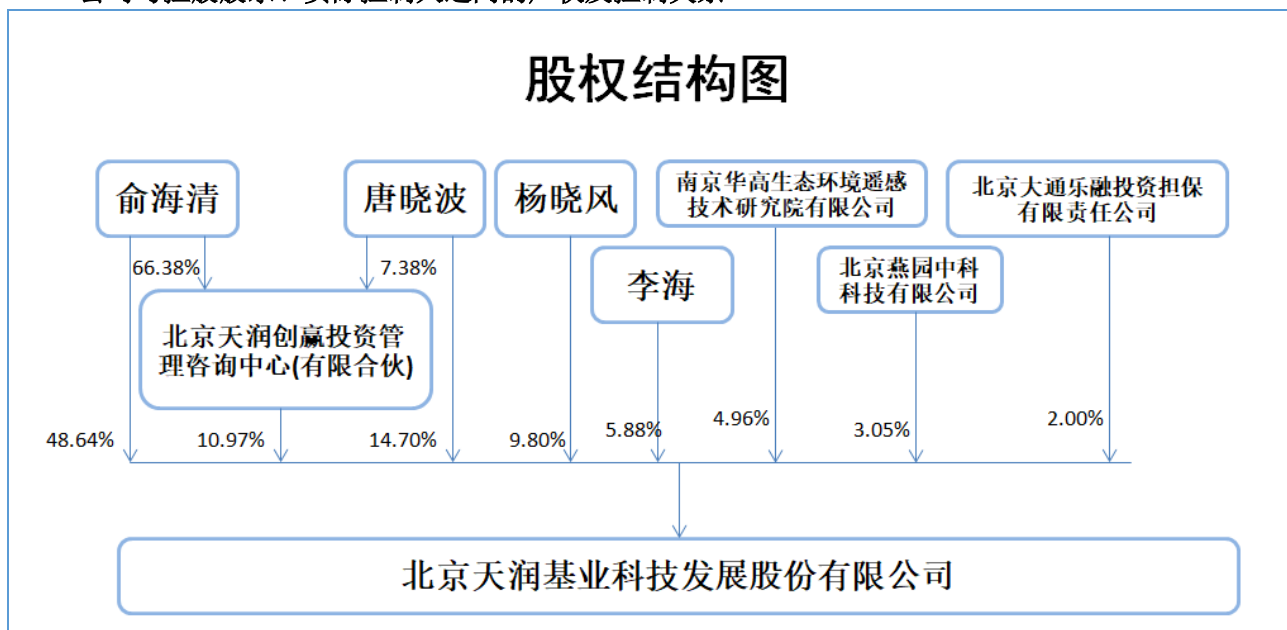 股权结构图
俞海清
唐晓波
杨晓风
南京华高生态环境遥感
技术研究院有限公司
北京大通乐融投资担保
有限责任公司
66.38%
7.38%
李海
北京燕园中科
科技有限公司
北京天润创赢投资管
理咨询中心(有限合伙)
48.64%
10.97%
14.70%
9.80%
5.88%
4.96%
3.05%
2.00%
北京天润基业科技发展股份有限公司